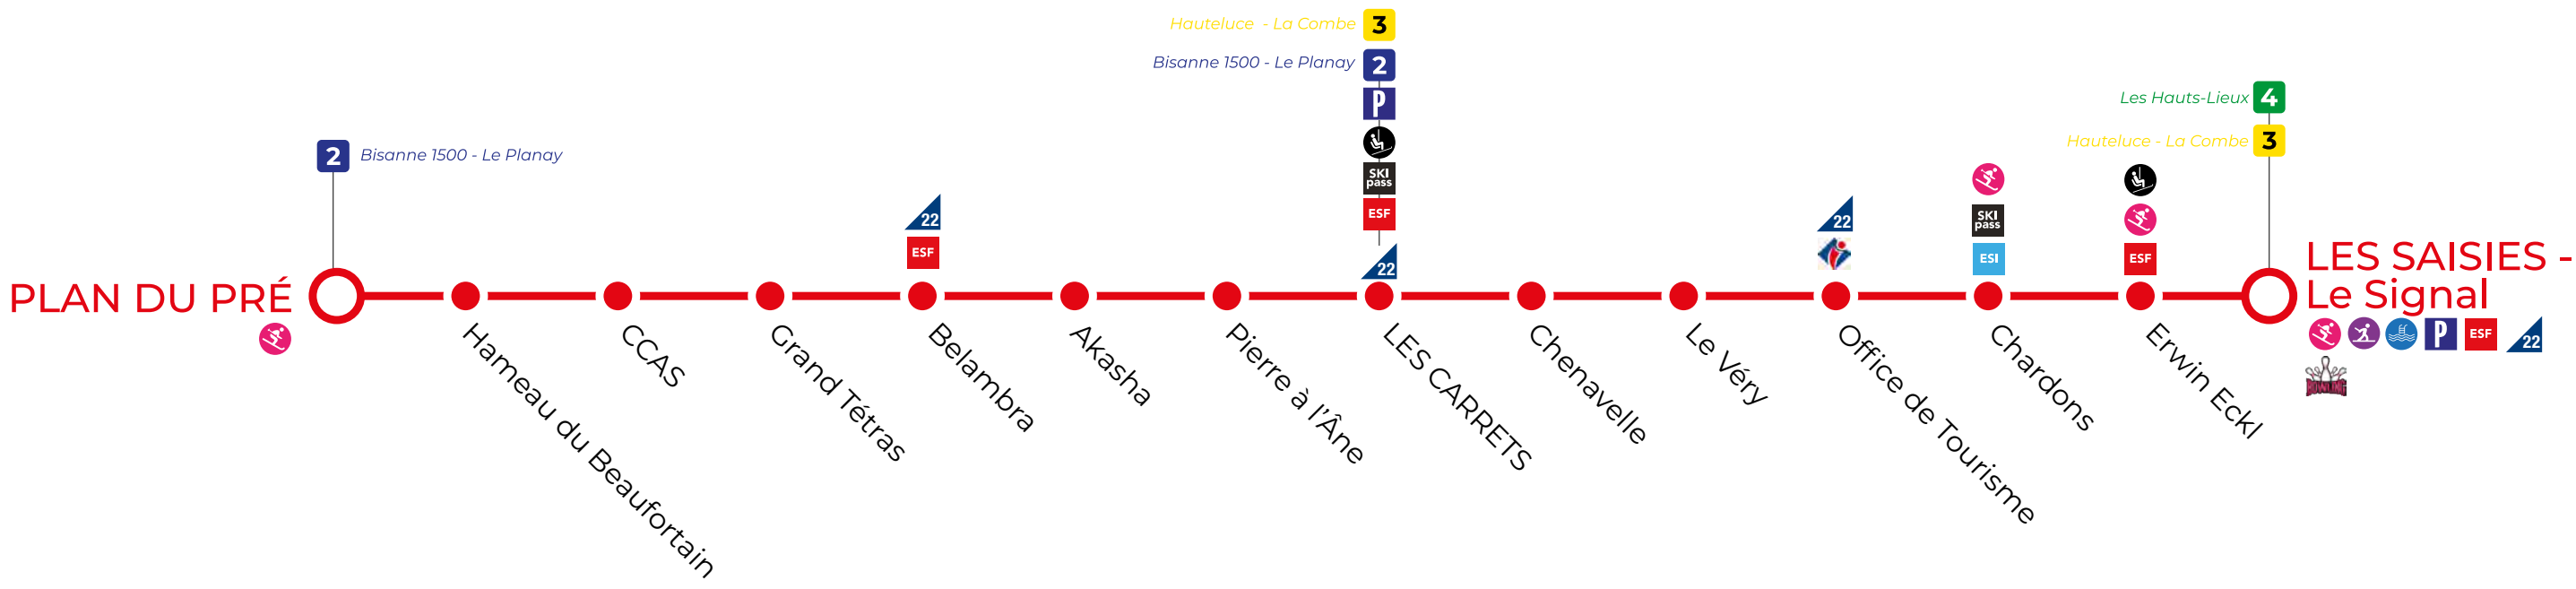 Hauteluce - La Combe 3
Bisanne 1500 - Le Planay 2
P
SKI
pass
ESF
22
Les Hauts-Lieux 4
Hauteluce - La Combe 3
2 Bisanne 1500 - Le Planay
22
ESF
22
SKI
pass
ESI
ESF
PLAN DU PRÉ
LES SAISIES -
Le Signal
P
ESF
22
BOWLING
Hameau du Beaufortain
CCAS
Grand Tétras
Belambra
Akasha
Pierre à l'Âne
LES CARRETS
Chenavelle
Le Véry
Office de Tourisme
Chardons
Erwin Eckl